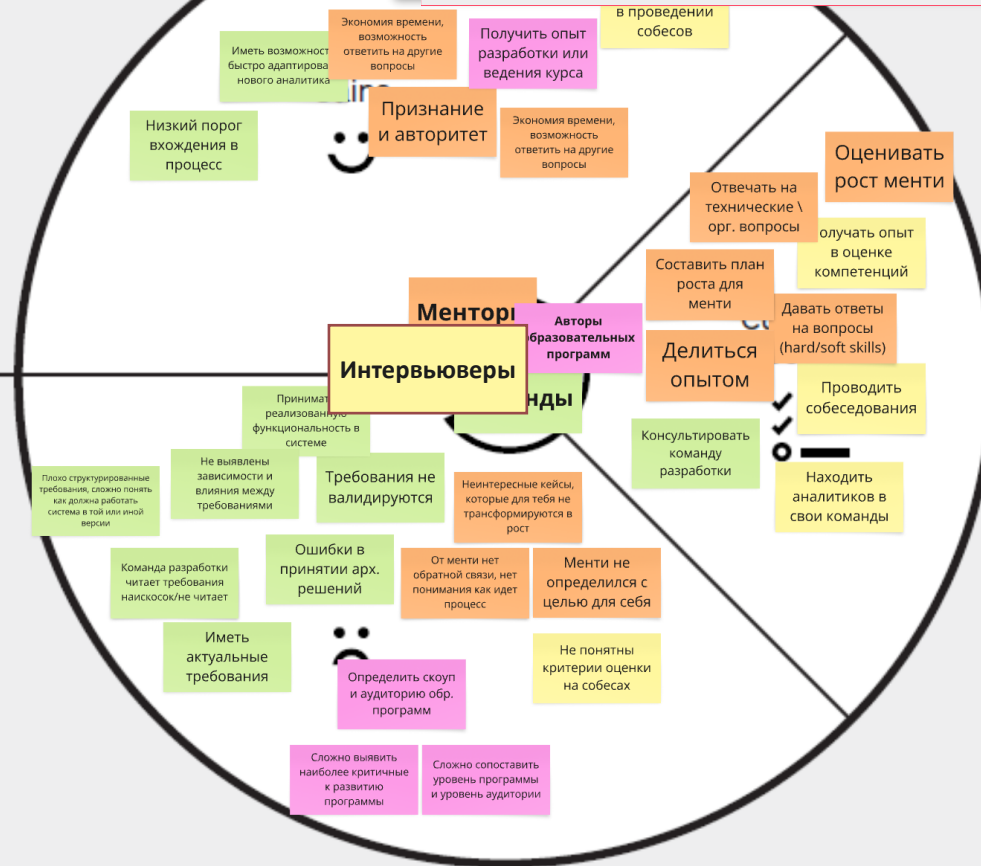 в проведении
собесов
Экономия времени,
возможность
ответить на другие
вопросы
Получить опыт
разработки или
ведения курса
Иметь
быстро
нового аналитика
Признание
и авторитет
Экономия времени,
возможность
ответить на другие
вопросы
Низкий порог
вхождения в
процесс
Оценивать
рост менти
Отвечать на
технические \
орг. вопросы
олучать опыт
в оценке
компетенций
Составить план
роста для
менти
Давать ответы
на вопросы
(hard/soft skills)
Делиться
опытом
Проводить
собеседования
Консультировать
команду
разработки
Находить
аналитиков в
свои команды
Ментор
Авторы
бразовательных
программ
Интервьюверы
нды
Принимат
реализованную
функциональность в
системе
Не выявлены
зависимости и
влияния между
требованиями
Требования не
валидируются
Плохо структурированные
требования, сложно понять
как должна работать
система в той или иной
версии
Неинтересные кейсы,
которые для тебя не
трансформируются в
рост
Команда разработки
читает требования
наискосок/не читает
Ошибки в
принятии арх.
решений
От менти нет
обратной связи, нет
понимания как идет
процесс
Менти не
определился с
целью для себя
Иметь
актуальные
требования
Не понятны
критерии оценки
на собесах
Определить скоуп
и аудиторию обр.
программ
Сложно выявить
наиболее критичные
к развитию
программы
Сложно сопоставить
уровень программы
и уровень аудитории